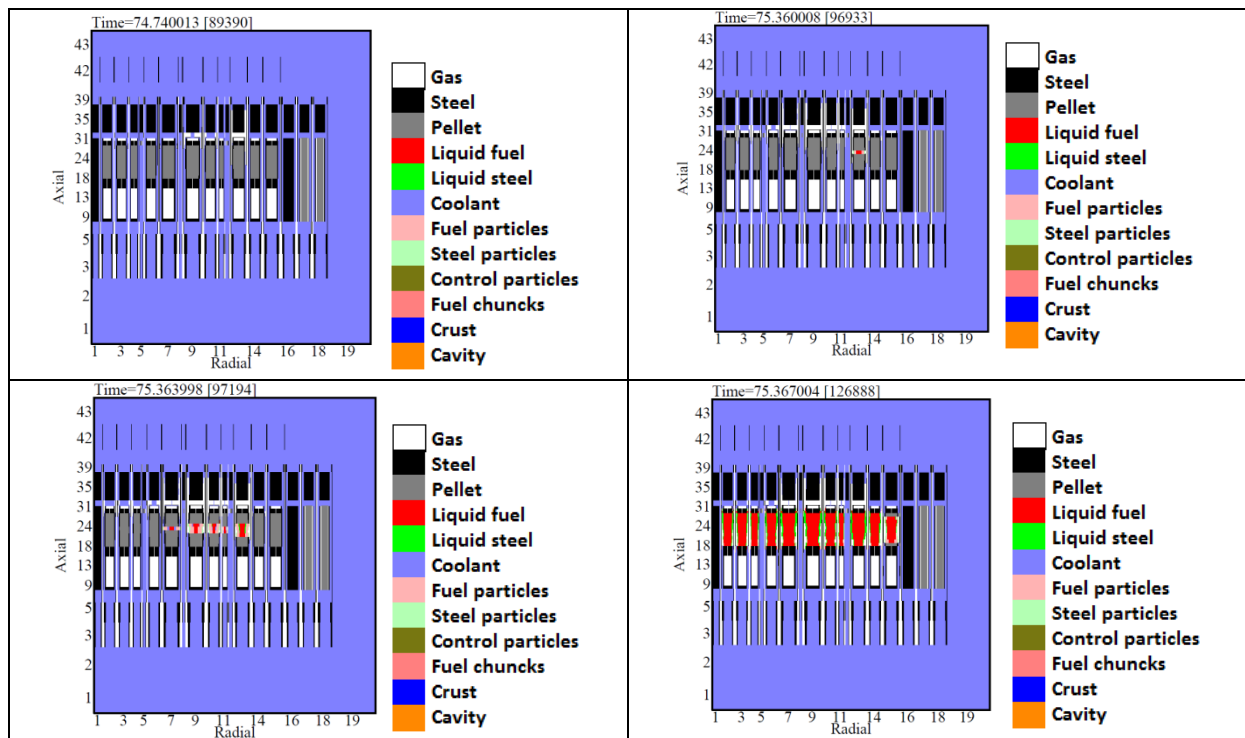 Time=74.740013 [89390]
43
42
39
35
31
24
18
13
9
5
3
2
1
Axial
1 3 5 7 9 11 14 16 18 19
Radial
Gas
Steel
Pellet
Liquid fuel
Liquid steel
Coolant
Fuel particles
Steel particles
Control particles
Fuel chuncks
Crust
Cavity
Time=75.360008 [96933]
43
42
39
35
31
24
18
13
9
5
3
2
1
Axial
1 3 5 7 9 11 14 16 18 19
Radial
Gas
Steel
Pellet
Liquid fuel
Liquid steel
Coolant
Fuel particles
Steel particles
Control particles
Fuel chuncks
Crust
Cavity
Time=75.363998 [97194]
43
42
39
35
31
24
18
13
9
5
3
2
1
Axial
1 3 5 7 9 11 14 16 18 19
Radial
Gas
Steel
Pellet
Liquid fuel
Liquid steel
Coolant
Fuel particles
Steel particles
Control particles
Fuel chuncks
Crust
Cavity
Time=75.367004 [126888]
43
42
39
35
31
24
18
13
9
5
3
2
1
Axial
1 3 5 7 9 11 14 16 18 19
Radial
Gas
Steel
Pellet
Liquid fuel
Liquid steel
Coolant
Fuel particles
Steel particles
Control particles
Fuel chuncks
Crust
Cavity